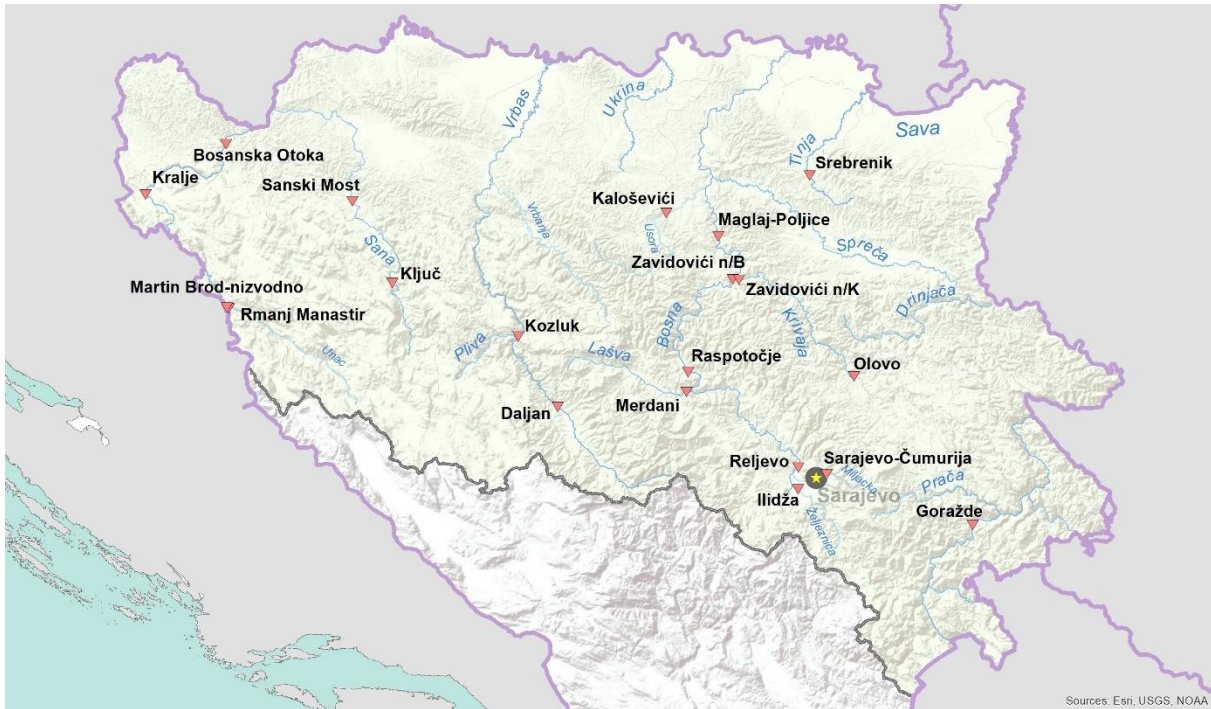 Vrbas
Ukrina
Tinja
Sava
Bosanska Otoka
Srebrenik
Kralje
Sanski Most
Kaloševići
Vrbanja
Maglaj-Poljice
Usora
Spreča
Sana
Zavidovići n/B
Ključ
Zavidovići n/K
Martin Brod-nizvodno
Drinjača
Rmanj Manastir
Kozluk
Bosna
Krivaja
Pliva
Lašva
Unac
Raspotočje
Olovo
Daljan
Merdani
Reljevo
Sarajevo-Čumurija
Miljacka
Prača
Ilidža
Sarajevo
Goražde
Željeznica
Sources: Esri, USGS, NOAA